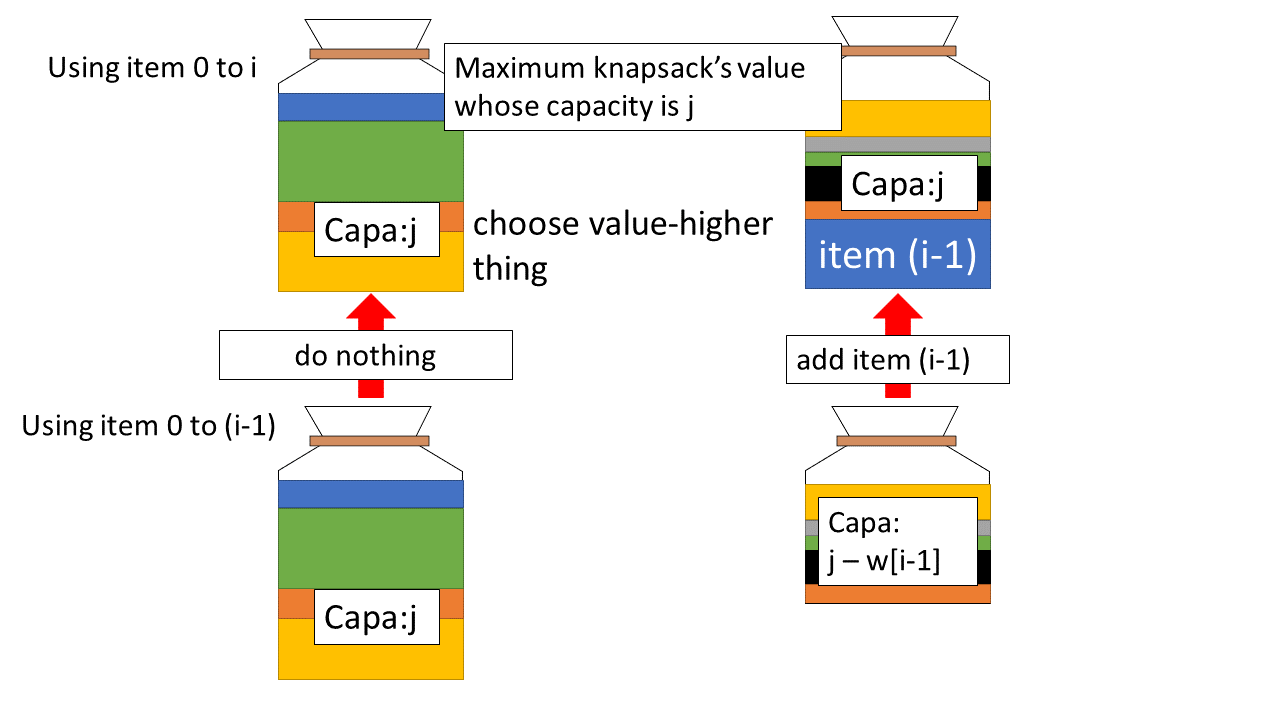 Using item 0 to i
Maximum knapsack's value
whose capacity is j
Capa:j
Capa:j
choose value-higher
thing
item (i-1)
do nothing
add item (i-1)
Using item 0 to (i-1)
Capa:
j – w[i-1]
Capa:j